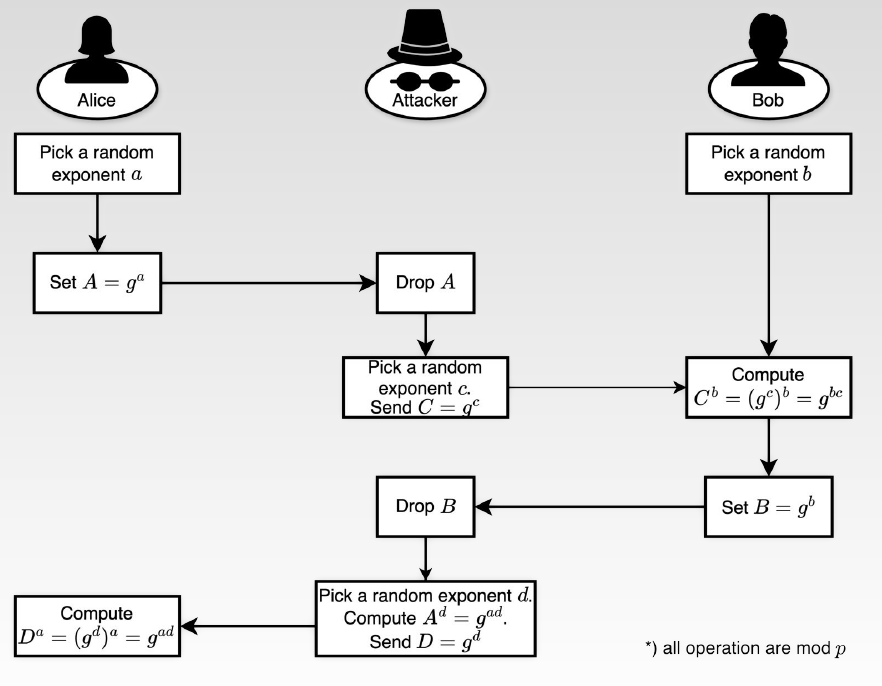 Alice
Attacker
Bob
Pick a random
exponent a
Pick a random
exponent b
Set A = g^a
Drop A
Pick a random
exponent c.
Send C = g^c
Compute
C^b = (g^c)^b = g^{bc}
Drop B
Set B = g^b
Pick a random exponent d.
Compute A^d = g^{ad}.
Send D = g^d
Compute
D^a = (g^d)^a = g^{ad}
*) all operation are mod p